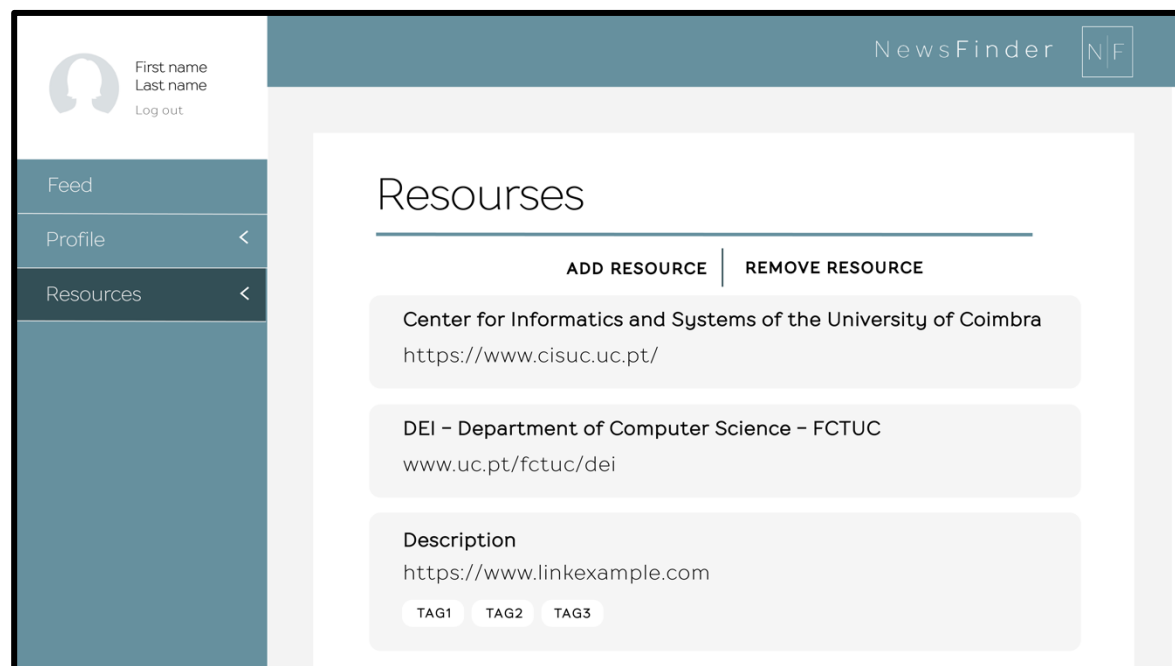 First name
Last name
Log out
NewsFinder
N|F
Feed
Profile
Resources
Resourses
ADD RESOURCE
REMOVE RESOURCE
Center for Informatics and Systems of the University of Coimbra
https://www.cisuc.uc.pt/
DEI – Department of Computer Science – FCTUC
www.uc.pt/fctuc/dei
Description
https://www.linkexample.com
TAG1 TAG2 TAG3